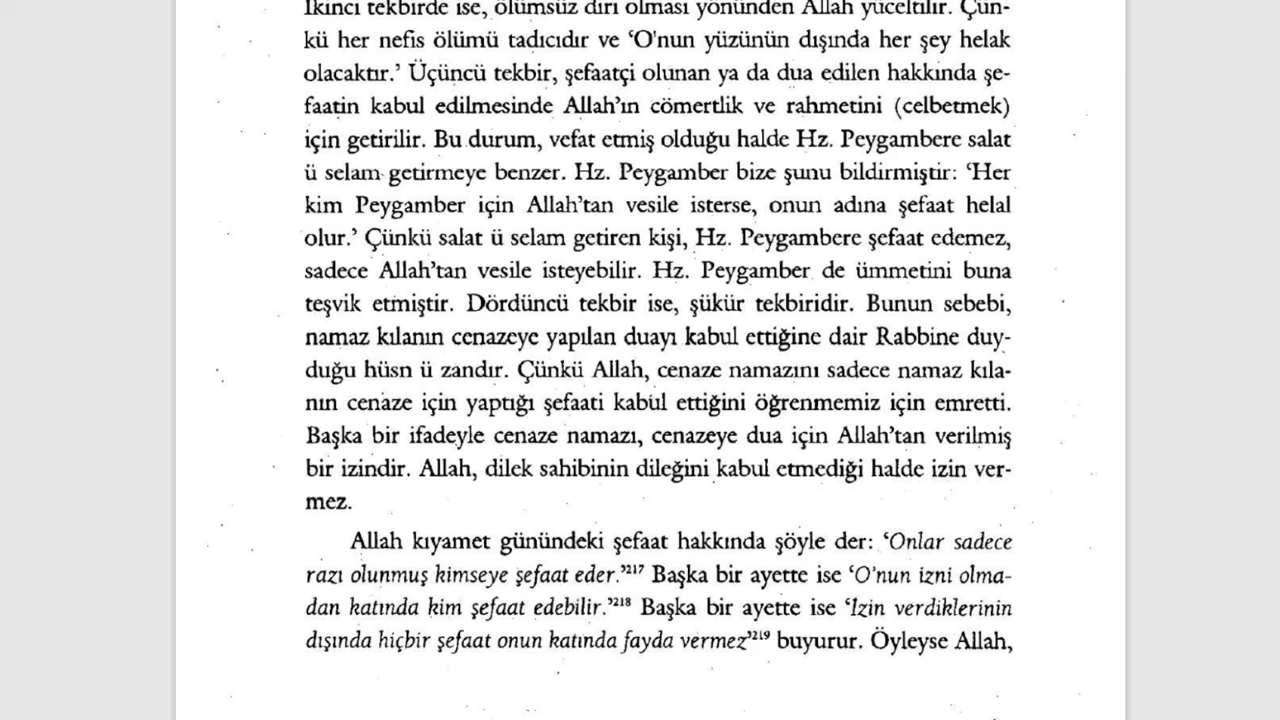 İkinci tekbirde ise, ölümsüz diri olması yönünden Allah yüceltilir. Çün-
kü her nefis ölümü tadıcıdır ve ‘O'nun yüzünün dışında her şey helak
olacaktır.’ Üçüncü tekbir, şefaatçi olunan ya da dua edilen hakkında şe-
faatin kabul edilmesinde Allah’ın cömertlik ve rahmetini (celbetmek)
için getirilir. Bu durum, vefat etmiş olduğu halde Hz. Peygambere salat
ü selam getirmeye benzer. Hz. Peygamber bize şunu bildirmiştir: ‘Her
kim Peygamber için Allah’tan vesile isterse, onun adına şefaat helal
olur.’ Çünkü salat ü selam getiren kişi, Hz. Peygambere şefaat edemez,
sadece Allah’tan vesile isteyebilir. Hz. Peygamber de ümmetini buna
teşvik etmiştir. Dördüncü tekbir ise, şükür tekbiridir. Bunun sebebi,
namaz kılanın cenazeye yapılan duayı kabul ettiğine dair Rabbine duy-
duğu hüsn ü zandır. Çünkü Allah, cenaze namazını sadece namaz kıla-
nın cenaze için yaptığı şefaati kabul ettiğini öğrenmemiz için emretti.
Başka bir ifadeyle cenaze namazı, cenazeye dua için Allah’tan verilmiş
bir izindir. Allah, dilek sahibinin dileğini kabul etmediği halde izin ver-
mez.
Allah kıyamet günündeki şefaat hakkında şöyle der: ‘Onlar sadece
razı olunmuş kimseye şefaat eder.’²¹⁷ Başka bir ayette ise ‘O'nun izni olma-
dan katında kim şefaat edebilir.’²¹⁸ Başka bir ayette ise ‘İzin verdiklerinin
dışında hiçbir şefaat onun katında fayda vermez’²¹⁹ buyurur. Öyleyse Allah,